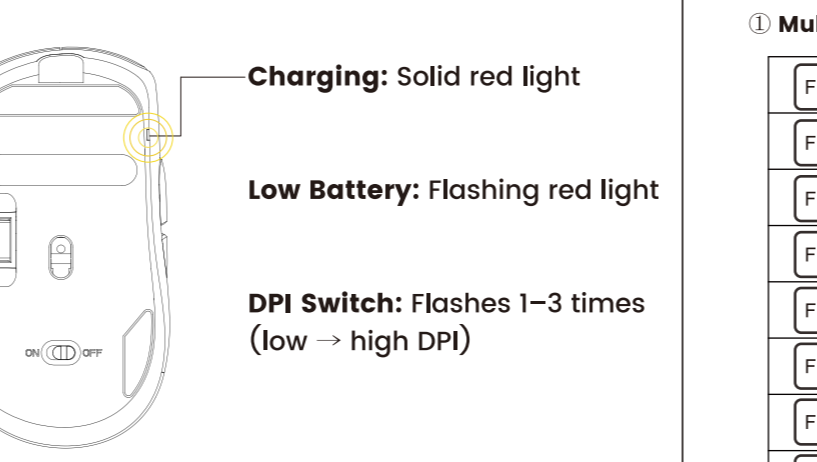 Charging: Solid red light
Low Battery: Flashing red light
DPI Switch: Flashes 1–3 times
(low → high DPI)
ON OFF
①
F
F
F
F
F
F
F